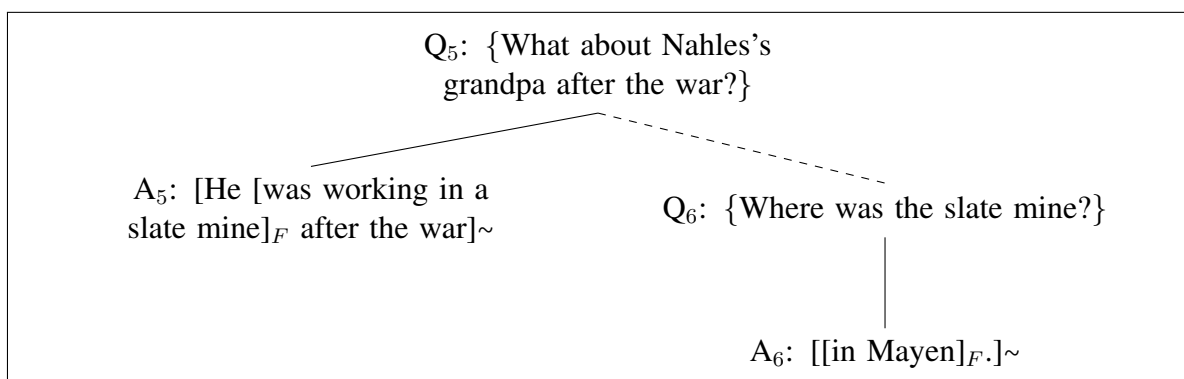 Q₅: {What about Nahles's
grandpa after the war?}
A₅: [He [was working in a
slate mine]F after the war]~
Q₆: {Where was the slate mine?}
A₆: [[in Mayen]F.]~